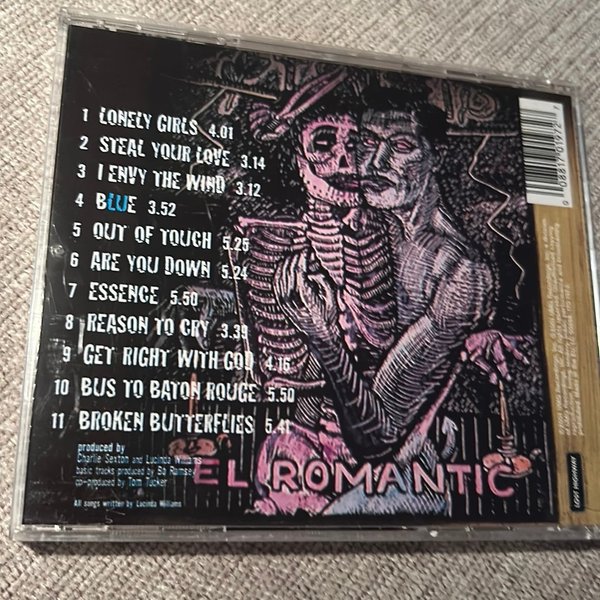 1 LONELY GIRLS 4.01
2 STEAL YOUR LOVE 3.14
3 I ENVY THE WIND 3.12
4 BLUE 3.52
5 OUT OF TOUCH 5.25
6 ARE YOU DOWN 5.24
7 ESSENCE 5.50
8 REASON TO CRY 3.39
9 GET RIGHT WITH GOD 4.16
10 BUS TO BATON ROUGE 5.50
11 BROKEN BUTTERFLIES 5.41
produced by
Charlie Sexton and Lucinda Williams
basic tracks produced by Bo Ramsey
co-produced by Tom Tucker
All songs written by Lucinda Williams
EL ROMANTIC
LOST HIGHWAY